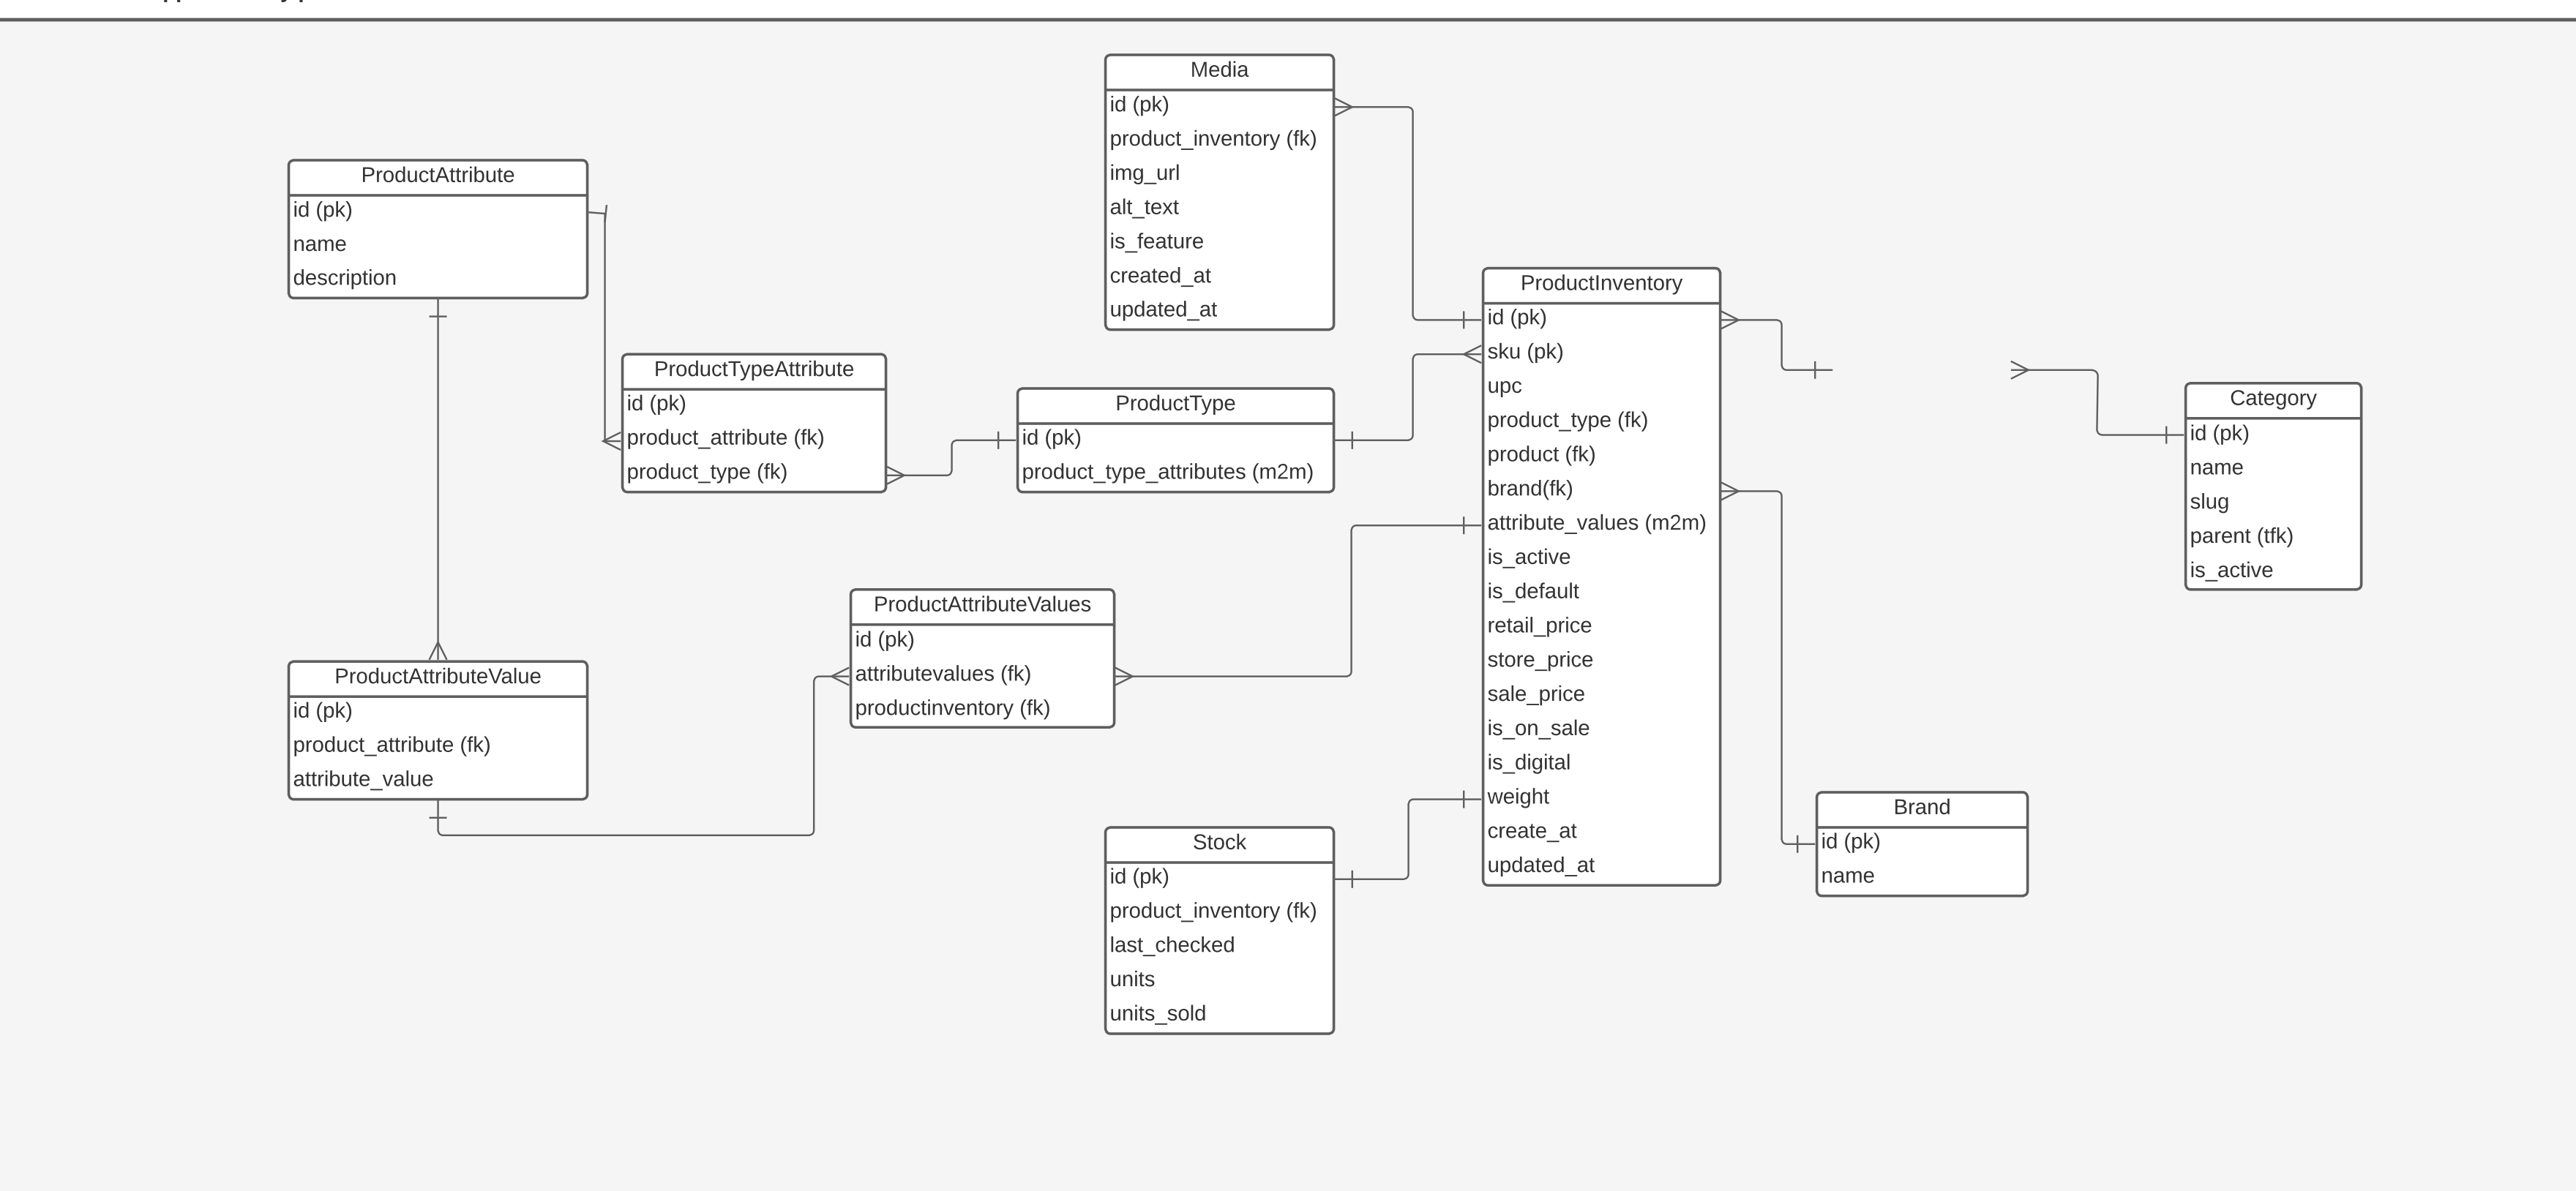 Media
id (pk)
product_inventory (fk)
img_url
alt_text
is_feature
created_at
updated_at
ProductAttribute
id (pk)
name
description
ProductInventory
id (pk)
sku (pk)
upc
product_type (fk)
product (fk)
brand(fk)
attribute_values (m2m)
is_active
is_default
retail_price
store_price
sale_price
is_on_sale
is_digital
weight
create_at
updated_at
ProductTypeAttribute
id (pk)
product_attribute (fk)
product_type (fk)
ProductType
id (pk)
product_type_attributes (m2m)
Category
id (pk)
name
slug
parent (tfk)
is_active
ProductAttributeValues
id (pk)
attributevalues (fk)
productinventory (fk)
ProductAttributeValue
id (pk)
product_attribute (fk)
attribute_value
Brand
id (pk)
name
Stock
id (pk)
product_inventory (fk)
last_checked
units
units_sold